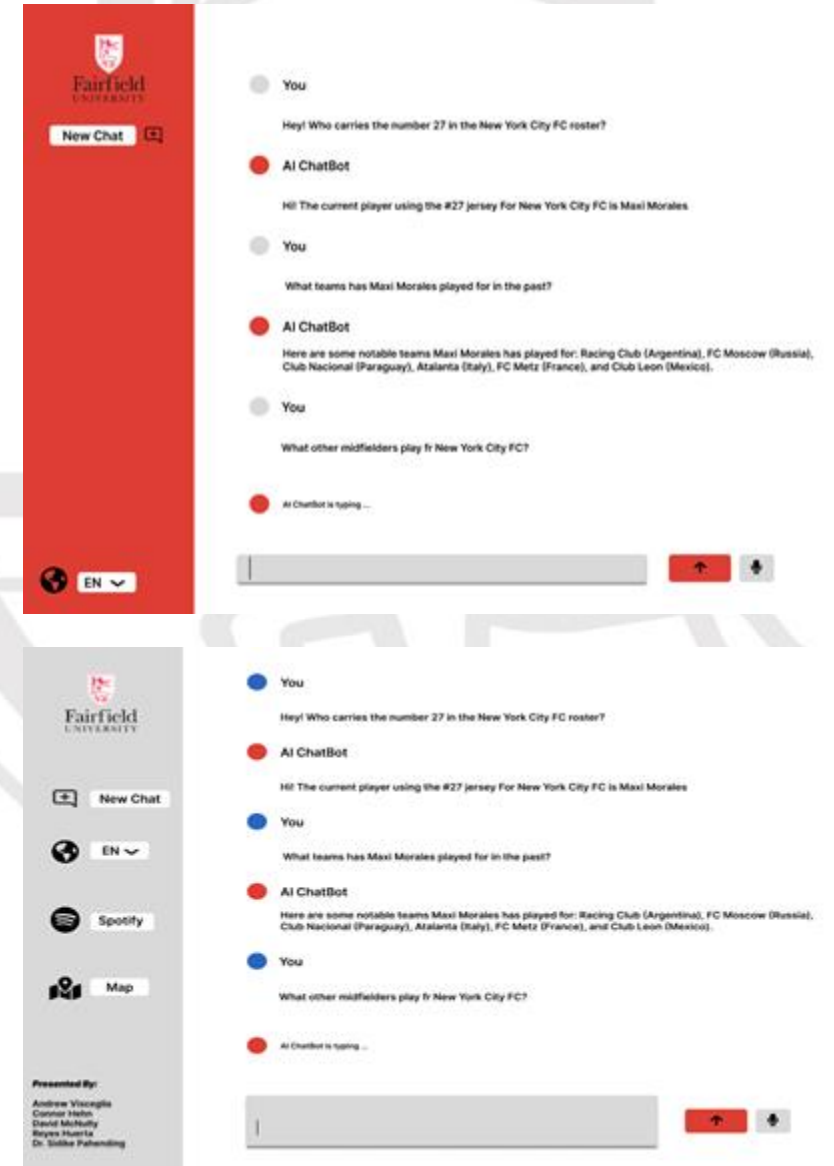 Fairfield
UNIVERSITY
New Chat
EN
You
Hey! Who carries the number 27 in the New York City FC roster?
AI ChatBot
Hi! The current player using the #27 jersey For New York City FC is Maxi Morales
You
What teams has Maxi Morales played for in the past?
AI ChatBot
Here are some notable teams Maxi Morales has played for: Racing Club (Argentina), FC Moscow (Russia),
Club Nacional (Paraguay), Atalanta (Italy), FC Metz (France), and Club Leon (Mexico).
You
What other midfielders play fr New York City FC?
AI ChatBot is typing ...
Fairfield
UNIVERSITY
New Chat
EN
Spotify
Map
Presented By:
Andrew Visceglia
Connor Hehn
David McNulty
Reyes Huerta
Dr. Sidike Paheding
You
Hey! Who carries the number 27 in the New York City FC roster?
AI ChatBot
Hi! The current player using the #27 jersey For New York City FC is Maxi Morales
You
What teams has Maxi Morales played for in the past?
AI ChatBot
Here are some notable teams Maxi Morales has played for: Racing Club (Argentina), FC Moscow (Russia),
Club Nacional (Paraguay), Atalanta (Italy), FC Metz (France), and Club Leon (Mexico).
You
What other midfielders play fr New York City FC?
AI ChatBot is typing ...